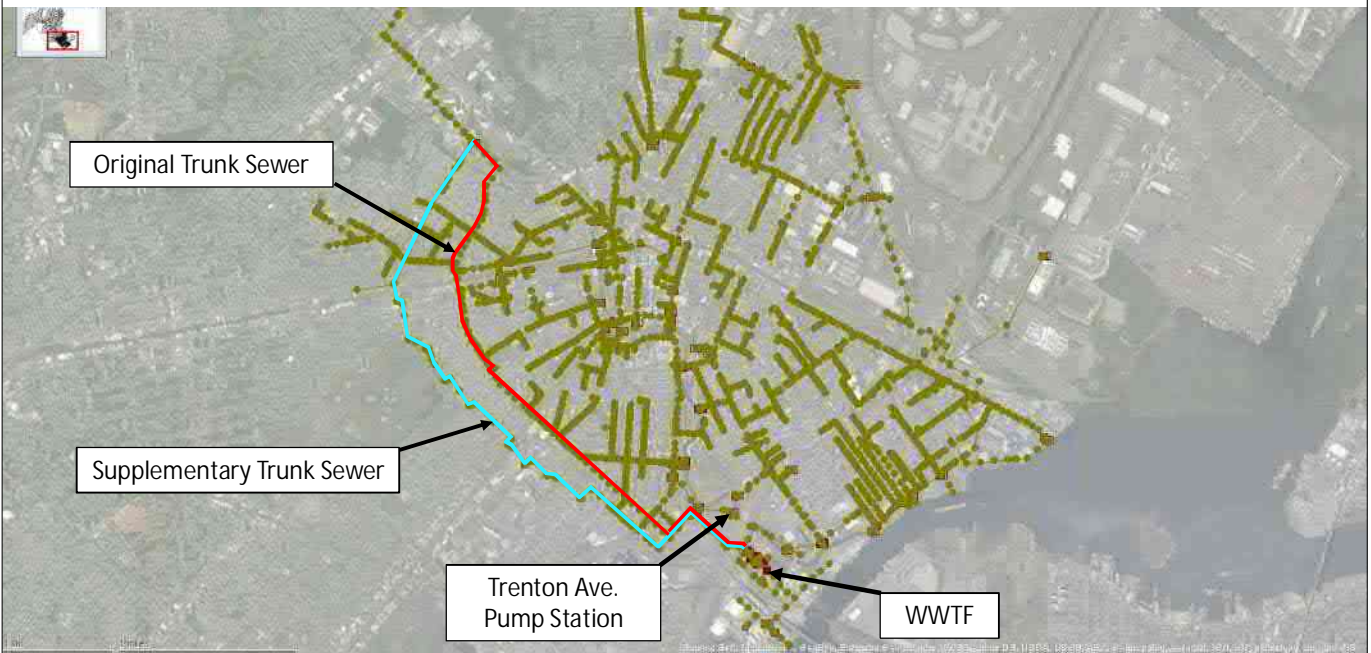 Original Trunk Sewer
Supplementary Trunk Sewer
Trenton Ave.
Pump Station
WWTF